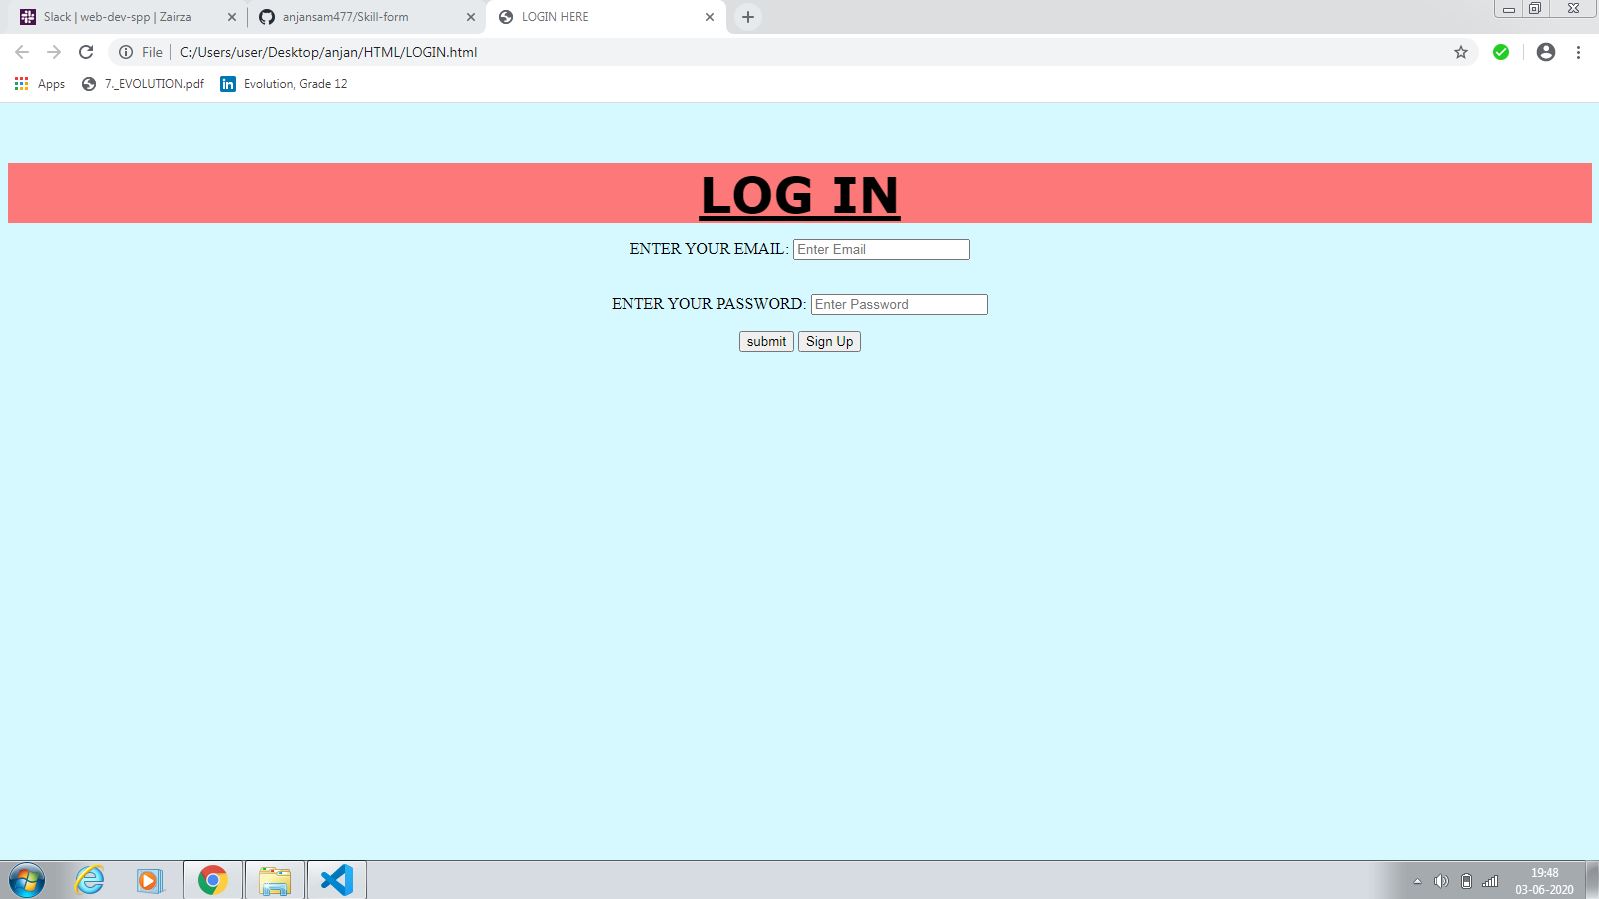 Slack | web-dev-spp | Zairza
anjansam477/Skill-form
LOGIN HERE
File
C:/Users/user/Desktop/anjan/HTML/LOGIN.html
Apps
7._EVOLUTION.pdf
in
Evolution, Grade 12
LOG IN
ENTER YOUR EMAIL: Enter Email
ENTER YOUR PASSWORD: Enter Password
submit Sign Up
19:48
03-06-2020